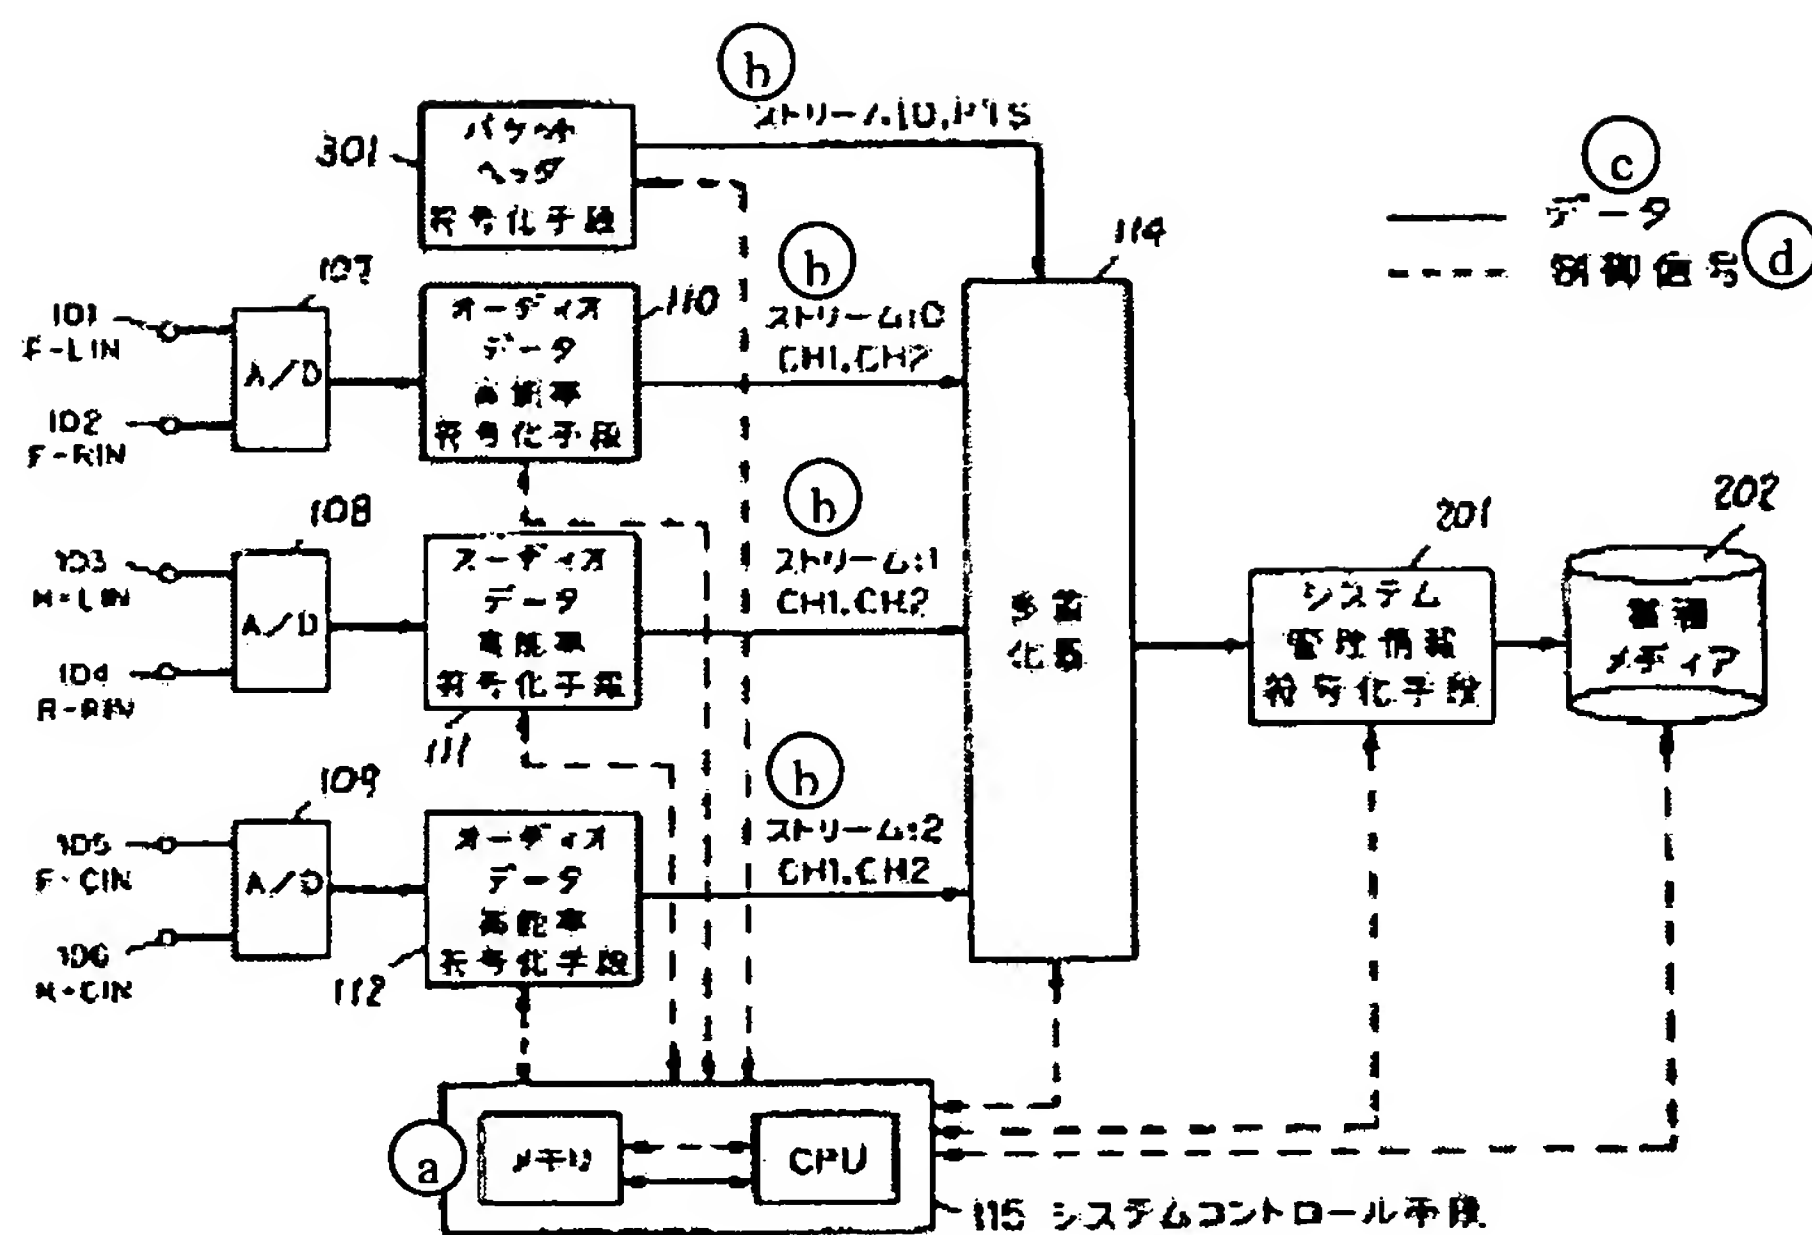 b
ストリームID,PTS
301
パケット
ヘッダ
符号化手段
c
データ
制御信号
d
107
101
F-LIN
102
F-RIN
A/D
オーディオ
データ
高能率
符号化手段
110
b
ストリーム:0
CH1.CH2
114
108
103
R-LIN
104
R-RIN
A/D
オーディオ
データ
高能率
符号化手段
111
b
ストリーム:1
CH1.CH2
多重
化器
201
システム
管理情報
符号化手段
202
蓄積
メディア
109
105
F-CIN
106
R-CIN
A/D
オーディオ
データ
高能率
符号化手段
112
b
ストリーム:2
CH1.CH2
a
メモリ
CPU
115 システムコントロール手段